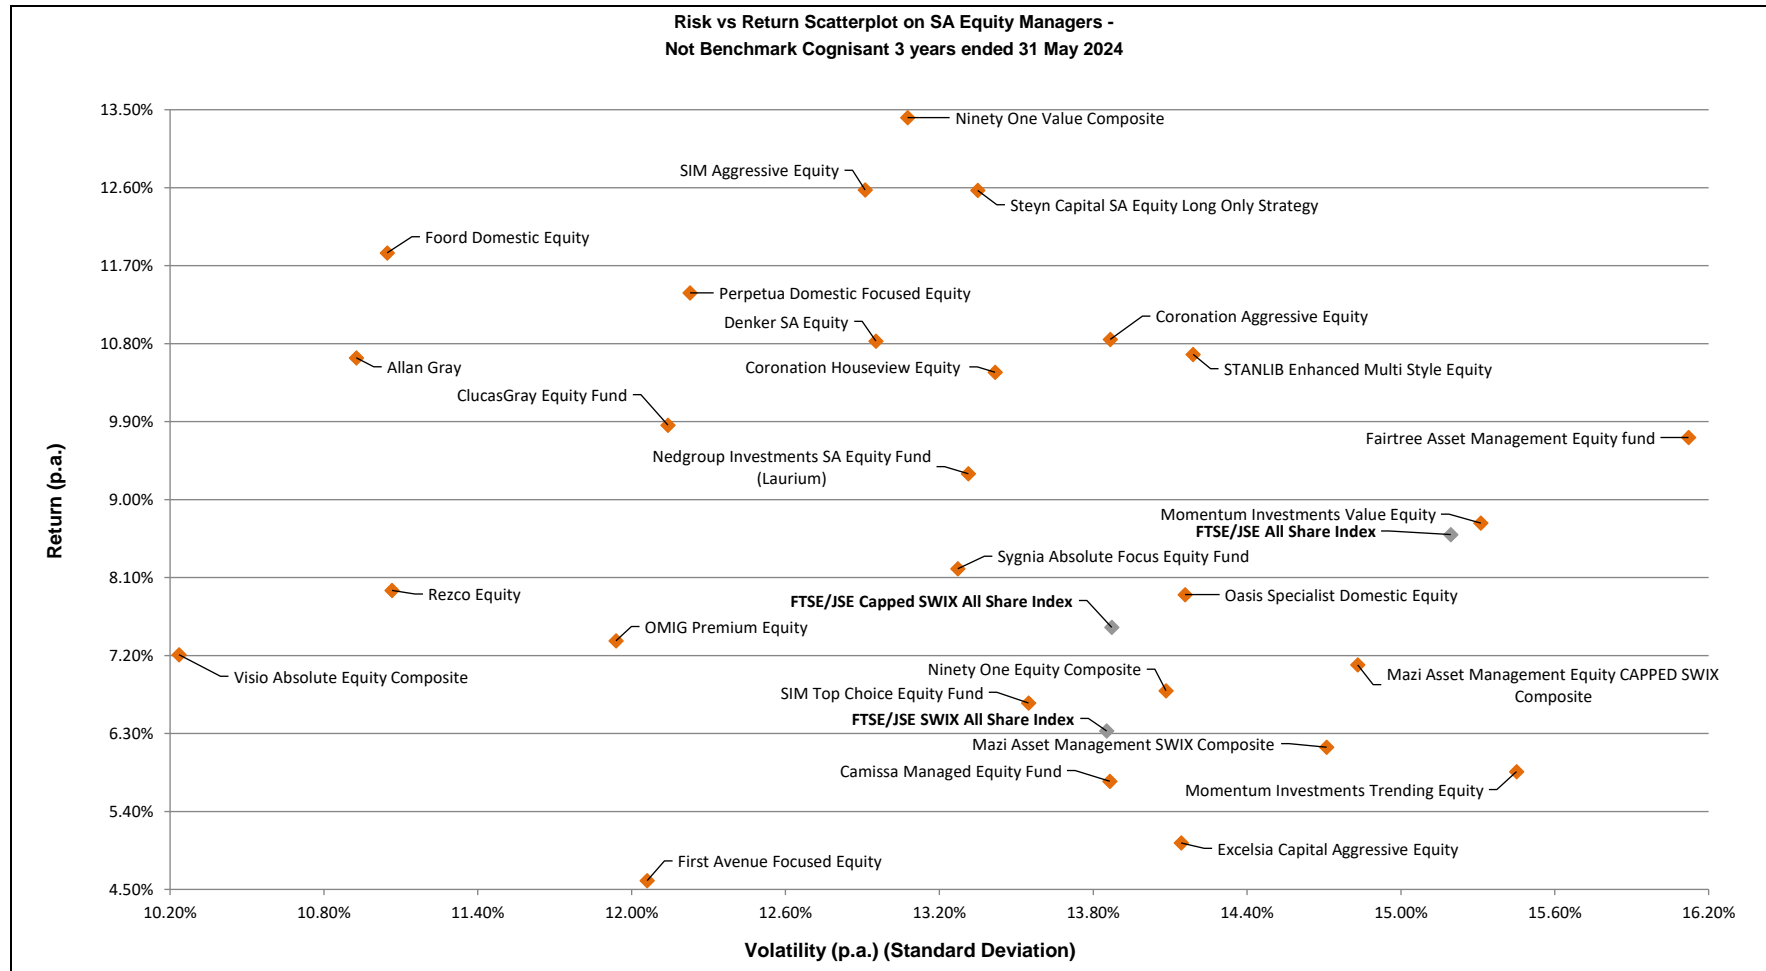 Risk vs Return Scatterplot on SA Equity Managers -
Not Benchmark Cognisant 3 years ended 31 May 2024
13.50%
Ninety One Value Composite
SIM Aggressive Equity
12.60%
Steyn Capital SA Equity Long Only Strategy
Foord Domestic Equity
11.70%
Perpetua Domestic Focused Equity
Denker SA Equity
Coronation Aggressive Equity
10.80%
Allan Gray
Coronation Houseview Equity
STANLIB Enhanced Multi Style Equity
ClucasGray Equity Fund
9.90%
Fairtree Asset Management Equity fund
Nedgroup Investments SA Equity Fund
(Laurium)
9.00%
Momentum Investments Value Equity
FTSE/JSE All Share Index
Sygnia Absolute Focus Equity Fund
8.10%
Rezco Equity
FTSE/JSE Capped SWIX All Share Index
Oasis Specialist Domestic Equity
OMIG Premium Equity
7.20%
Visio Absolute Equity Composite
Ninety One Equity Composite
Mazi Asset Management Equity CAPPED SWIX
Composite
SIM Top Choice Equity Fund
FTSE/JSE SWIX All Share Index
6.30%
Mazi Asset Management SWIX Composite
Camissa Managed Equity Fund
Momentum Investments Trending Equity
5.40%
Excelsia Capital Aggressive Equity
First Avenue Focused Equity
4.50%
Return (p.a.)
10.20% 10.80% 11.40% 12.00% 12.60% 13.20% 13.80% 14.40% 15.00% 15.60% 16.20%
Volatility (p.a.) (Standard Deviation)